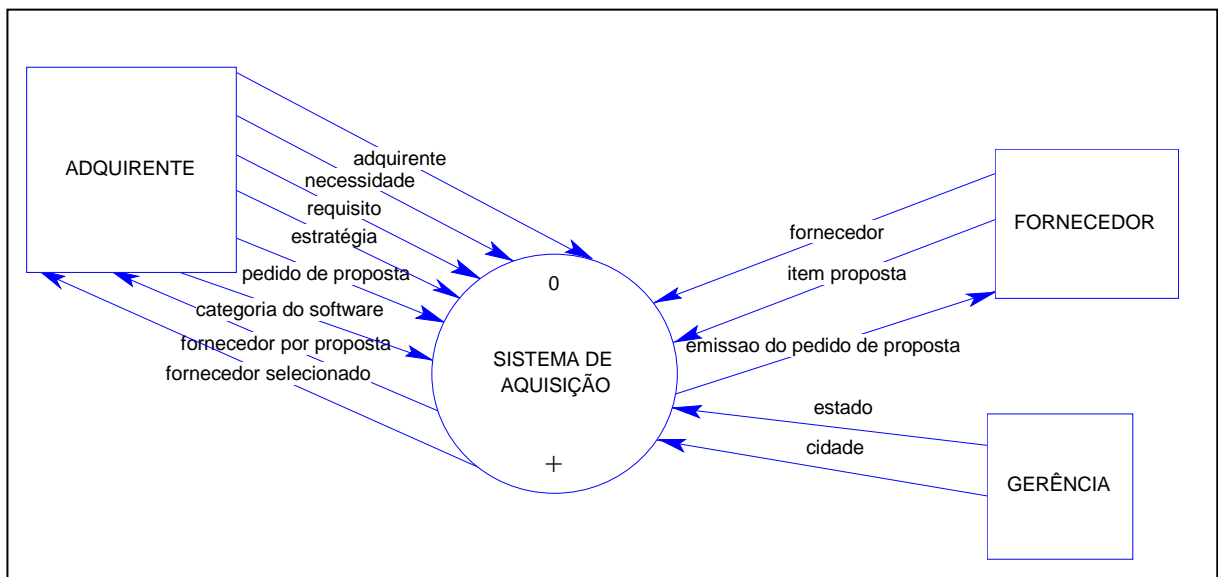 ADQUIRENTE
adquirente
necessidade
requisito
estratégia
pedido de proposta
categoria do software
fornecedor por proposta
fornecedor selecionado
0
SISTEMA DE
AQUISIÇÃO
+
fornecedor
item proposta
emissao do pedido de proposta
estado
cidade
FORNECEDOR
GERÊNCIA